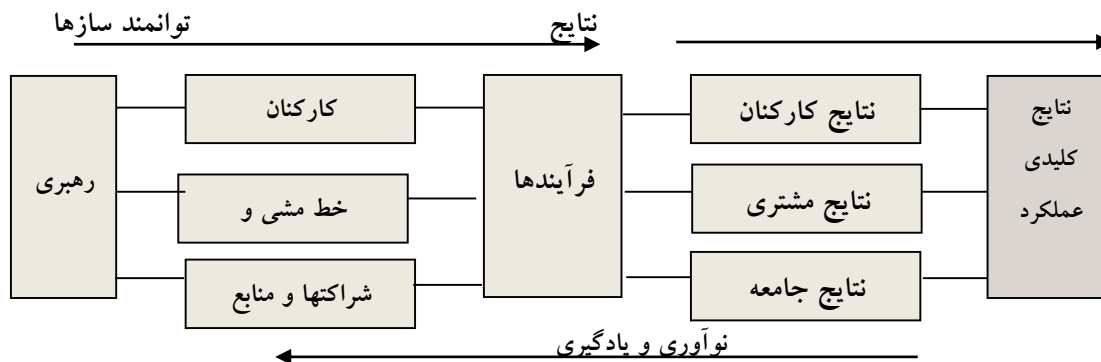 توانمند سازها
نتایج
رهبری
کارکنان
خط مشی و
شراکتها و منابع
فرآیندها
نتایج کارکنان
نتایج مشتری
نتایج جامعه
نتایج
کلیدی
عملکرد
نوآوری و یادگیری